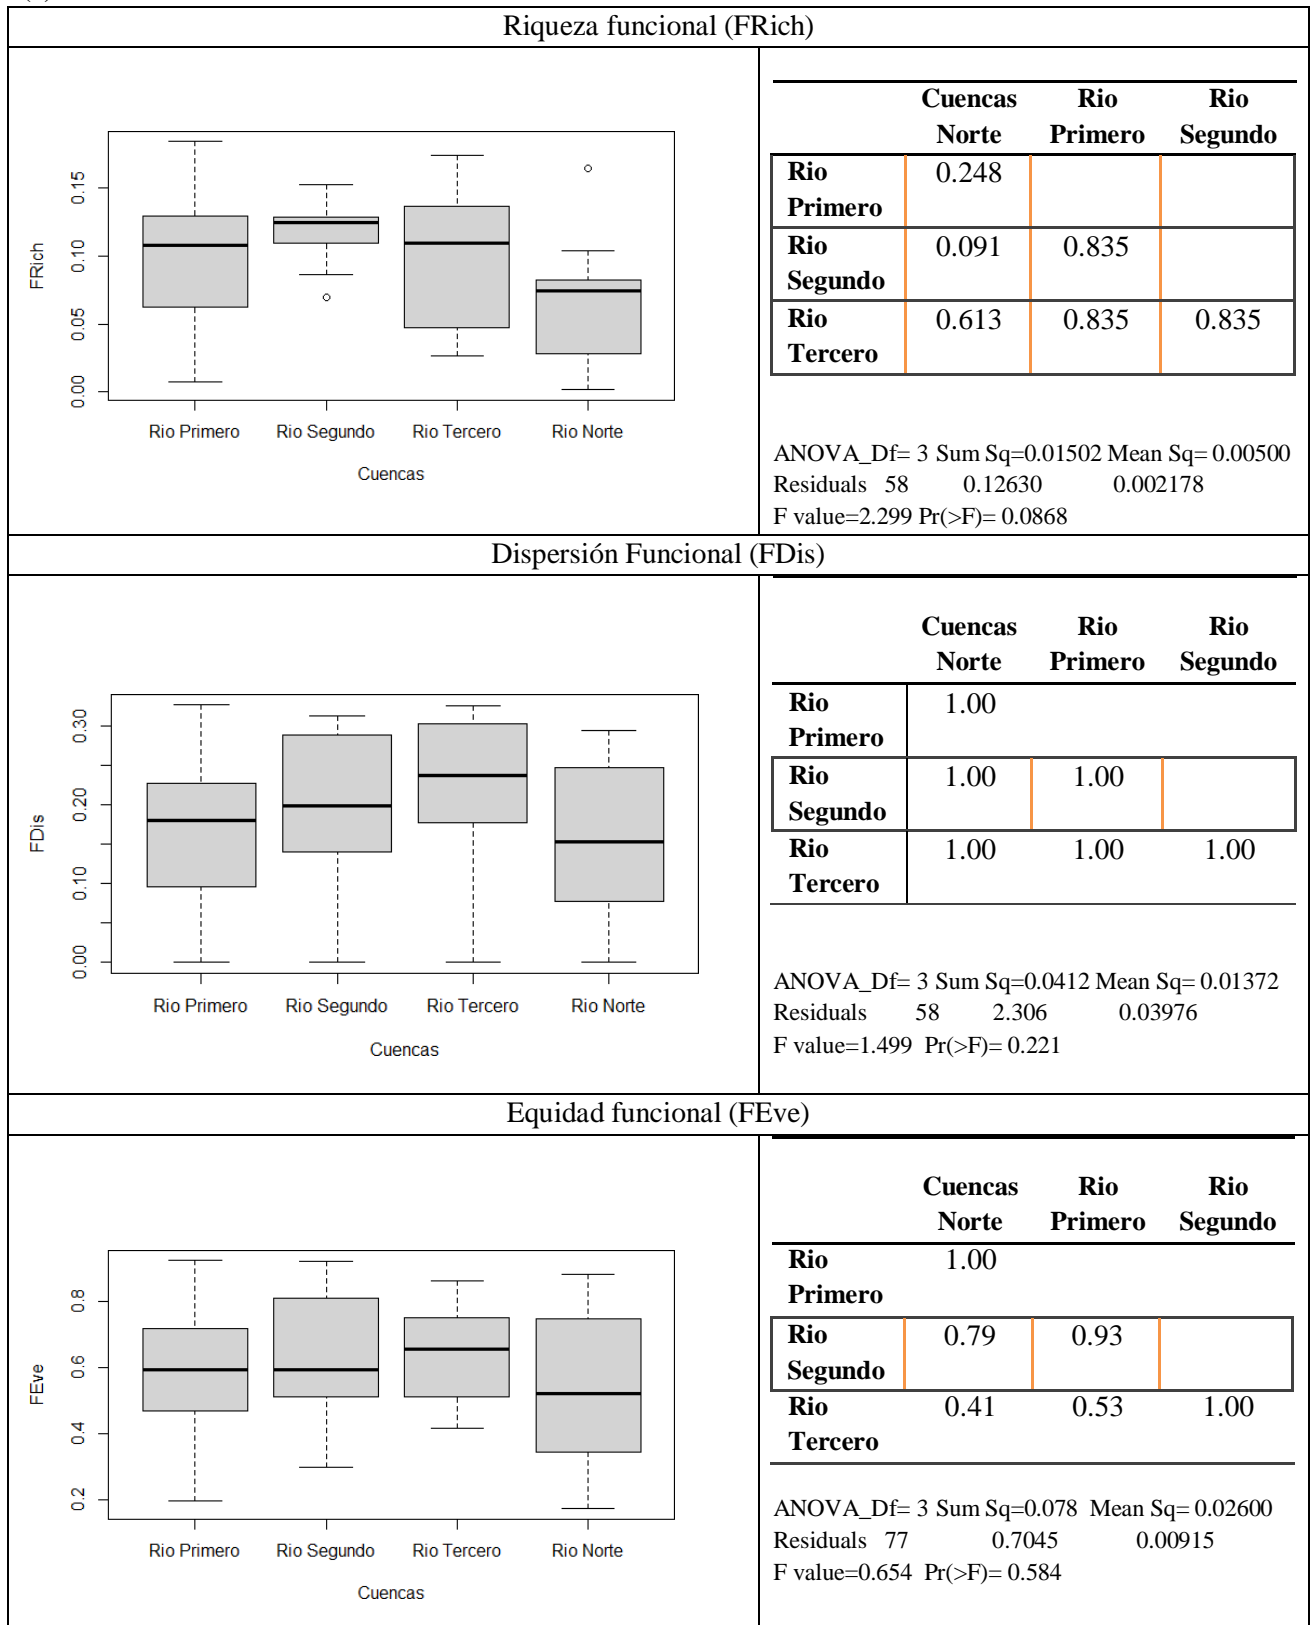 Riqueza funcional (FRich)
FRich
0.00 0.05 0.10 0.15
Rio Primero Rio Segundo Rio Tercero Rio Norte
Cuencas
Cuencas Rio Rio
Norte Primero Segundo
Rio 0.248
Primero
Rio 0.091 0.835
Segundo
Rio 0.613 0.835 0.835
Tercero
ANOVA_Df= 3 Sum Sq=0.01502 Mean Sq= 0.00500
Residuals 58 0.12630 0.002178
F value=2.299 Pr(>F)= 0.0868
Dispersión Funcional (FDis)
FDis
0.00 0.10 0.20 0.30
Rio Primero Rio Segundo Rio Tercero Rio Norte
Cuencas
Cuencas Rio Rio
Norte Primero Segundo
Rio 1.00
Primero
Rio 1.00 1.00
Segundo
Rio 1.00 1.00 1.00
Tercero
ANOVA_Df= 3 Sum Sq=0.0412 Mean Sq= 0.01372
Residuals 58 2.306 0.03976
F value=1.499 Pr(>F)= 0.221
Equidad funcional (FEve)
FEve
0.2 0.4 0.6 0.8
Rio Primero Rio Segundo Rio Tercero Rio Norte
Cuencas
Cuencas Rio Rio
Norte Primero Segundo
Rio 1.00
Primero
Rio 0.79 0.93
Segundo
Rio 0.41 0.53 1.00
Tercero
ANOVA_Df= 3 Sum Sq=0.078 Mean Sq= 0.02600
Residuals 77 0.7045 0.00915
F value=0.654 Pr(>F)= 0.584